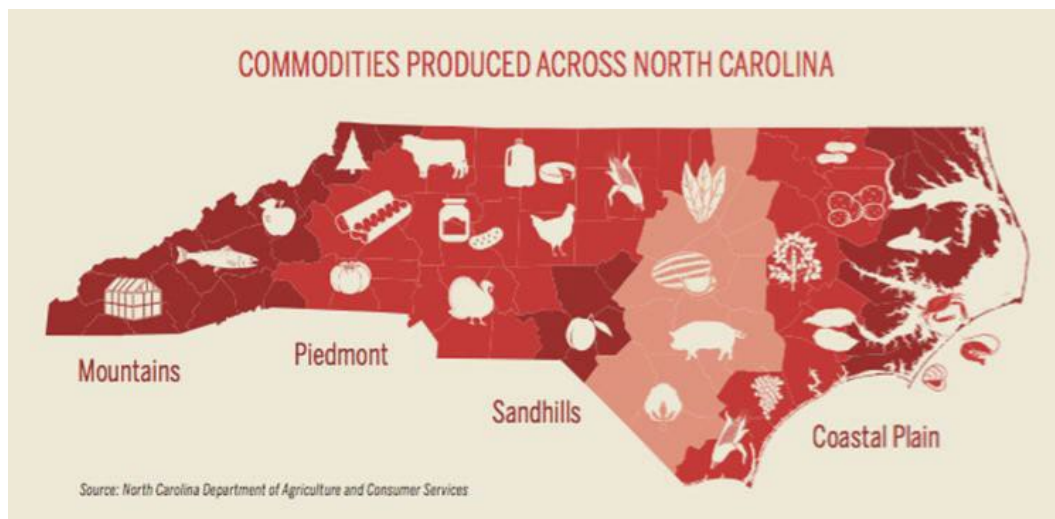 COMMODITIES PRODUCED ACROSS NORTH CAROLINA
Mountains
Piedmont
Sandhills
Coastal Plain
Source: North Carolina Department of Agriculture and Consumer Services